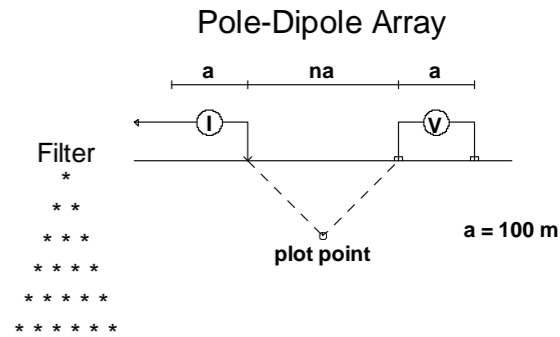 Pole-Dipole Array
a na a
I V
Filter
*
* *
* * *
* * * *
* * * * *
* * * * * *
a = 100 m
plot point